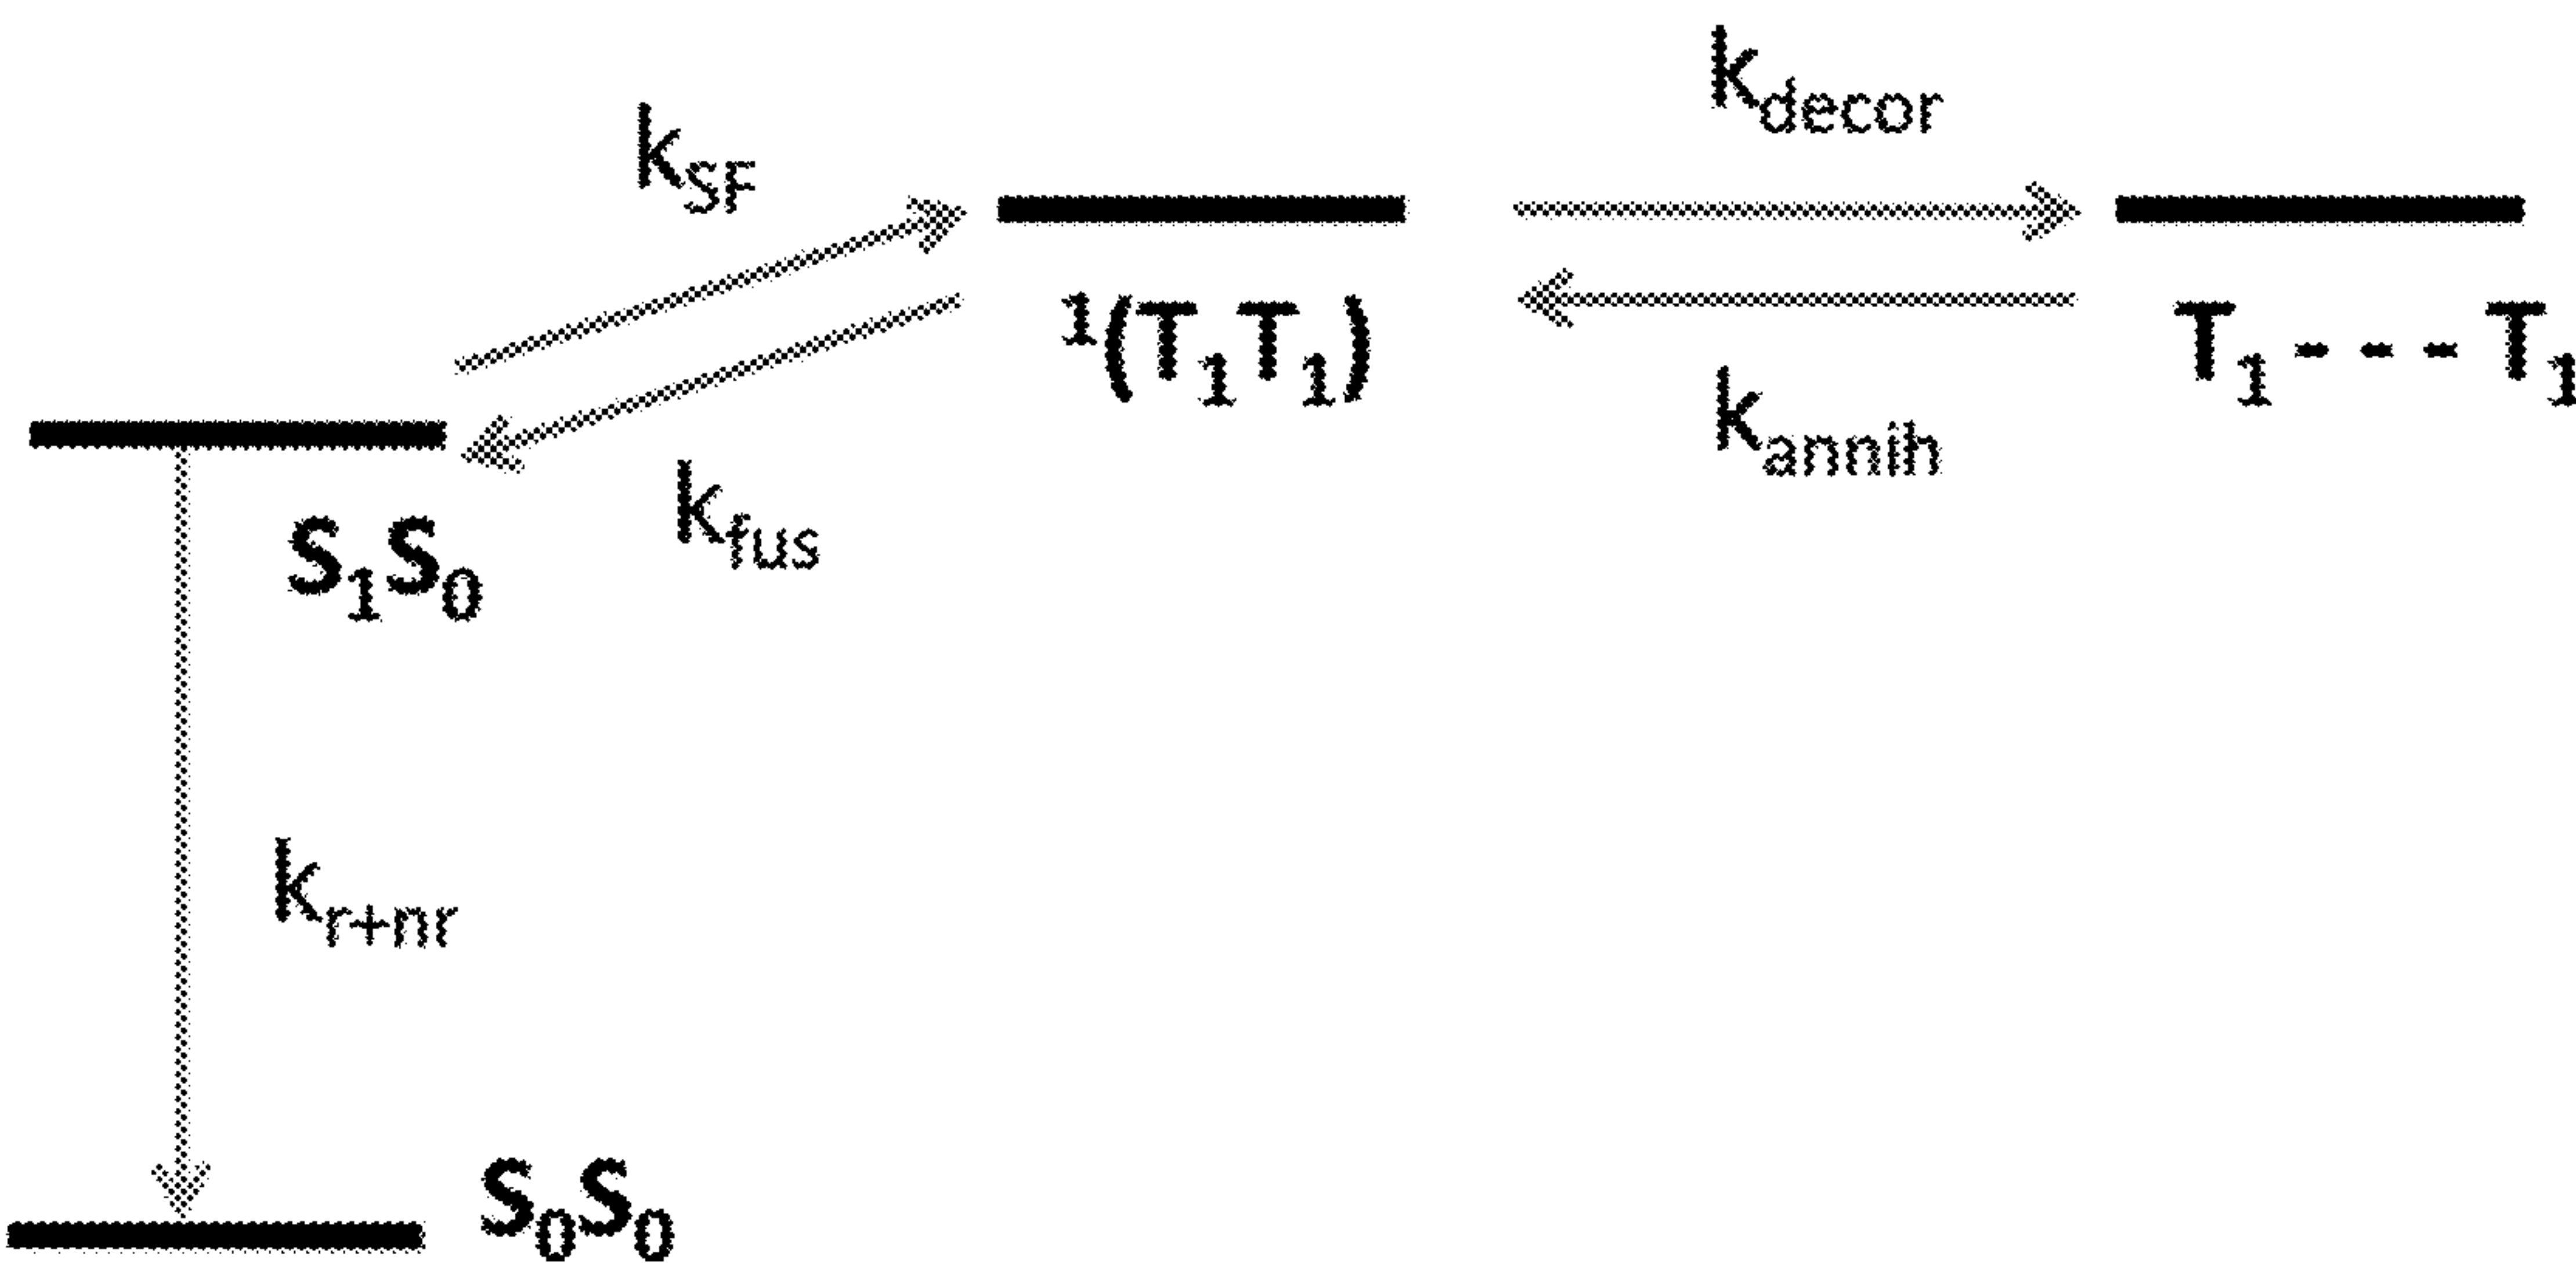 k_decor
k_SF
¹(T₁T₁)
T₁---T₁
k_annih
k_fus
S₁S₀
k_r+nr
S₀S₀